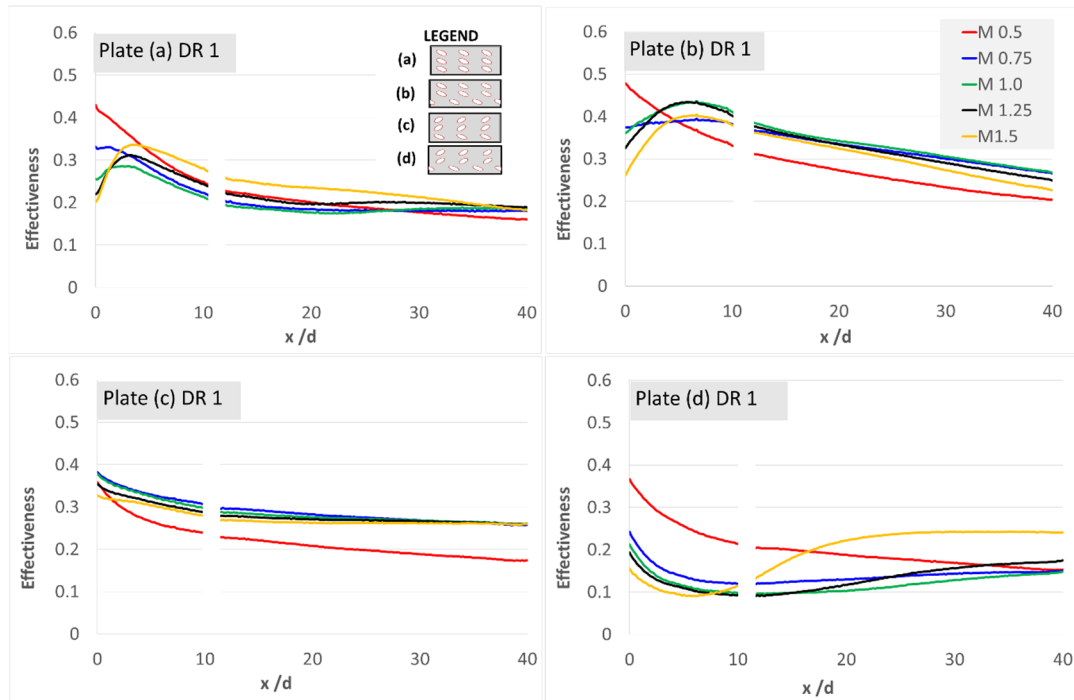 Plate (a) DR 1
LEGEND
(a)
(b)
(c)
(d)
0.6
0.5
0.4
0.3
0.2
0.1
0
Effectiveness
0 10 20 30 40
x /d
Plate (b) DR 1
M 0.5
M 0.75
M 1.0
M 1.25
M1.5
0.6
0.5
0.4
0.3
0.2
0.1
0
Effectiveness
0 10 20 30 40
x /d
Plate (c) DR 1
0.6
0.5
0.4
0.3
0.2
0.1
0
Effectiveness
0 10 20 30 40
x /d
Plate (d) DR 1
0.6
0.5
0.4
0.3
0.2
0.1
0
Effectiveness
0 10 20 30 40
x /d